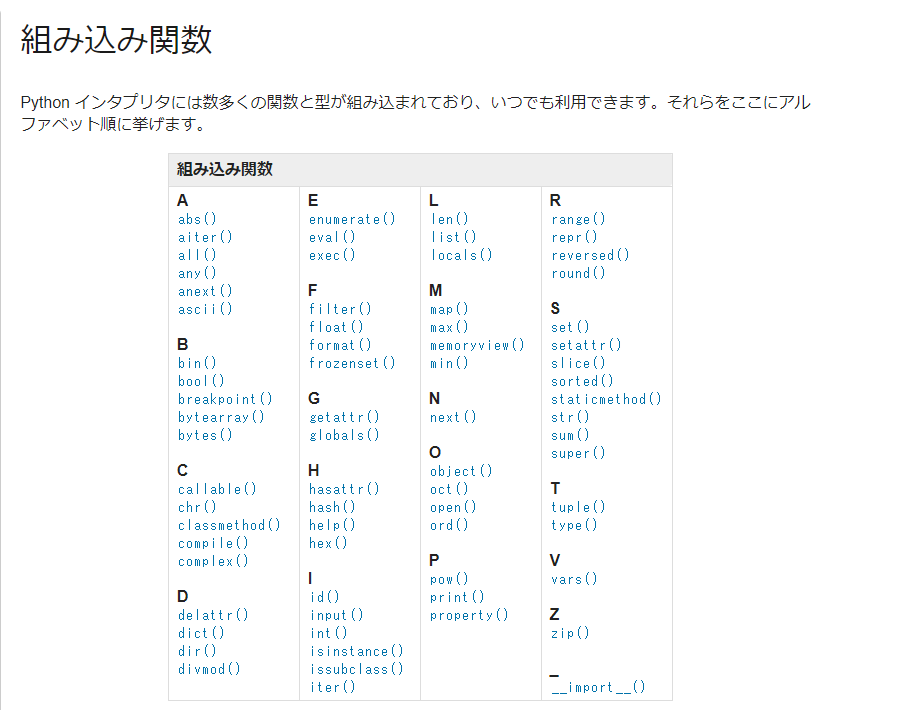 組み込み関数
Python インタプリタには数多くの関数と型が組み込まれており、いつでも利用できます。それらをここにアル
ファベット順に挙げます。
組み込み関数
A
abs()
aiter()
all()
any()
anext()
ascii()
B
bin()
bool()
breakpoint()
bytearray()
bytes()
C
callable()
chr()
classmethod()
compile()
complex()
D
delattr()
dict()
dir()
divmod()
E
enumerate()
eval()
exec()
F
filter()
float()
format()
frozenset()
G
getattr()
globals()
H
hasattr()
hash()
help()
hex()
I
id()
input()
int()
isinstance()
issubclass()
iter()
L
len()
list()
locals()
M
map()
max()
memoryview()
min()
N
next()
O
object()
oct()
open()
ord()
P
pow()
print()
property()
R
range()
repr()
reversed()
round()
S
set()
setattr()
slice()
sorted()
staticmethod()
str()
sum()
super()
T
tuple()
type()
V
vars()
Z
zip()
_
__import__()